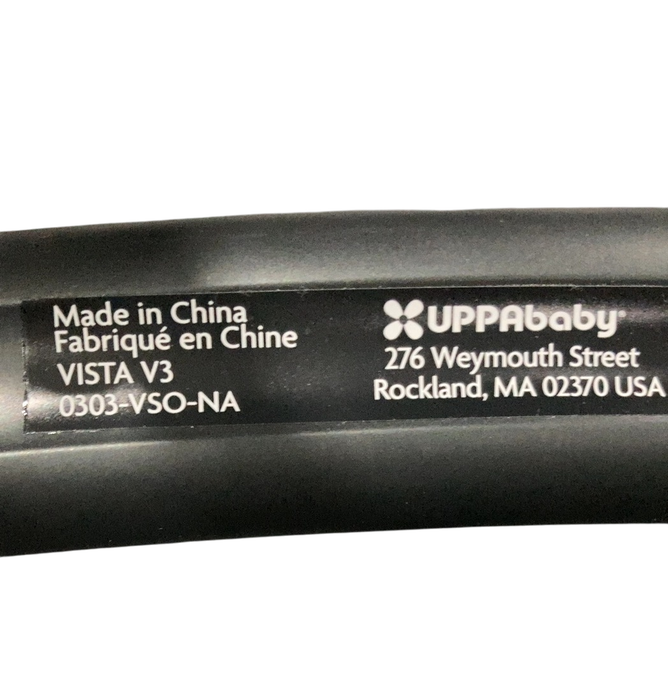 Made in China
Fabriqué en Chine
VISTA V3
0303-VSO-NA
UPPAbaby
276 Weymouth Street
Rockland, MA 02370 USA